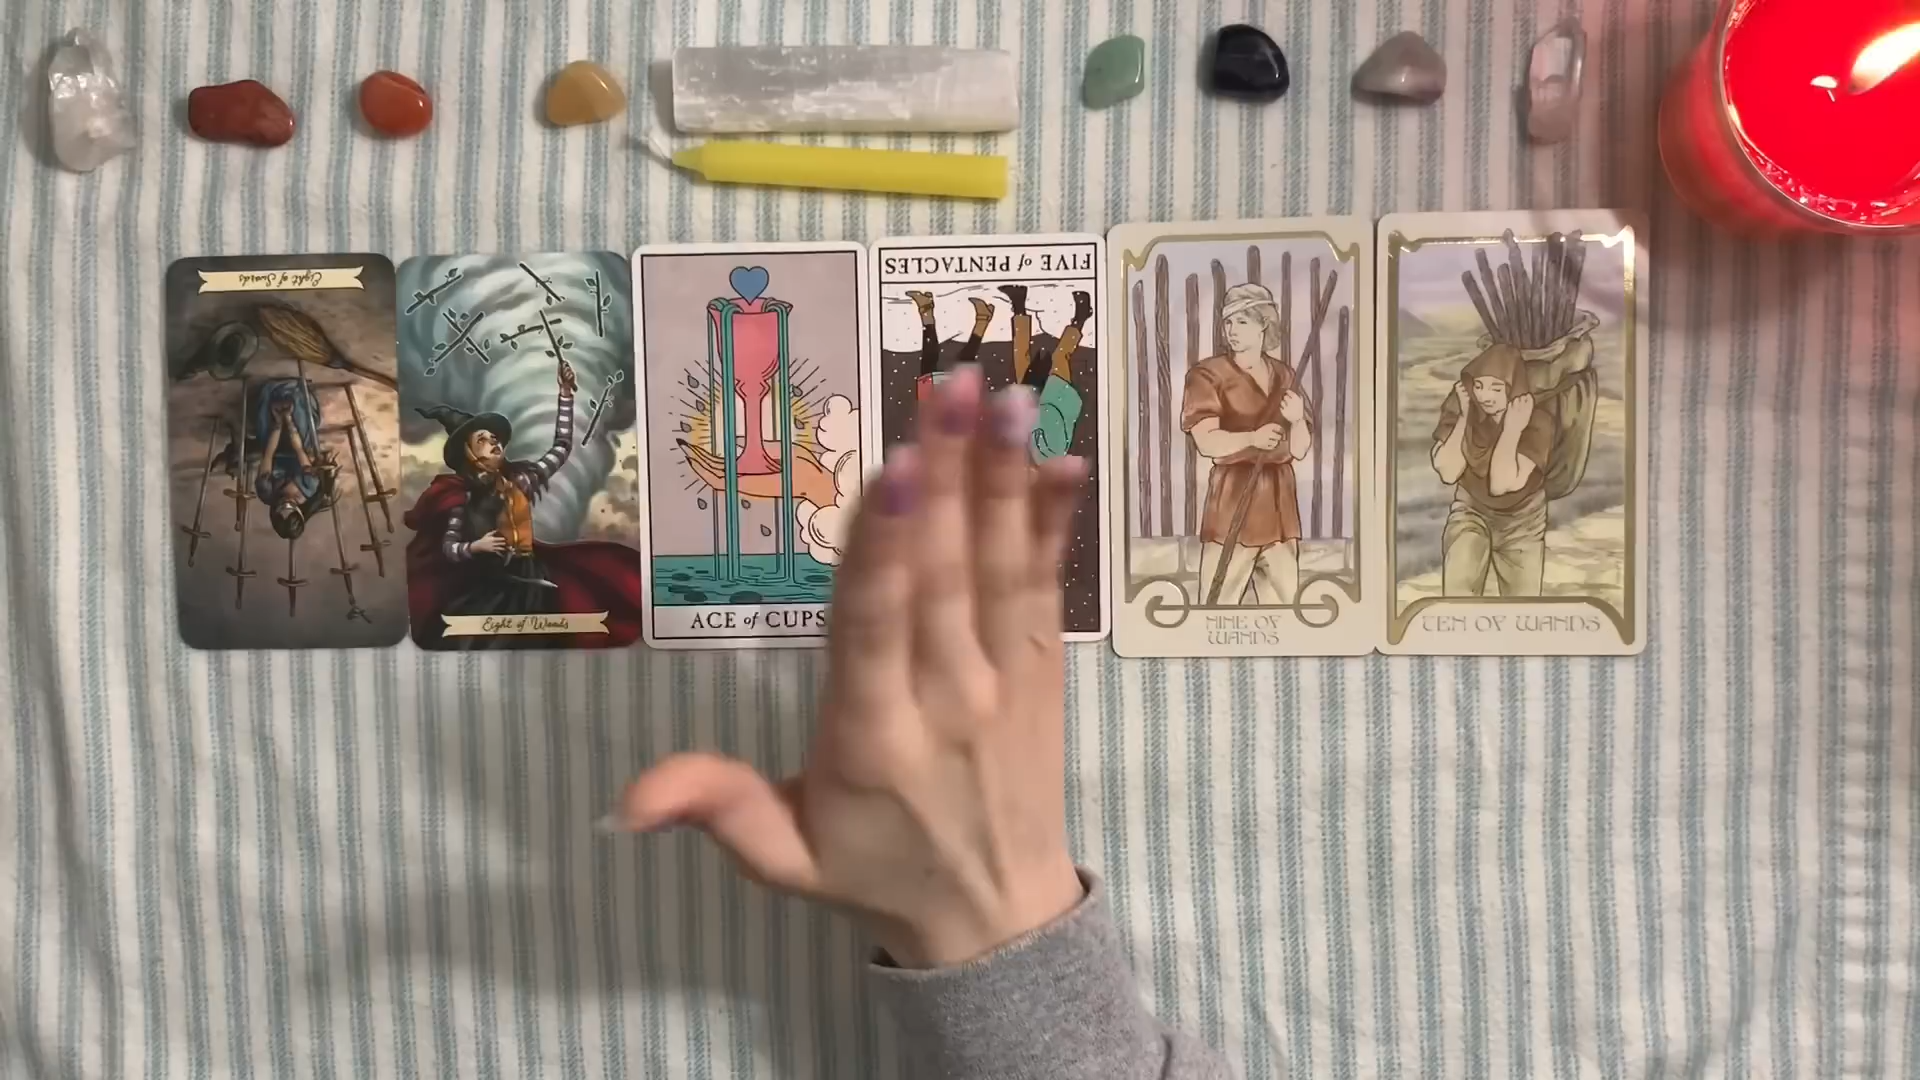 Eight of Swords
Eight of Wands
ACE of CUPS
FIVE of PENTACLES
NINE OF
WANDS
TEN OF WANDS